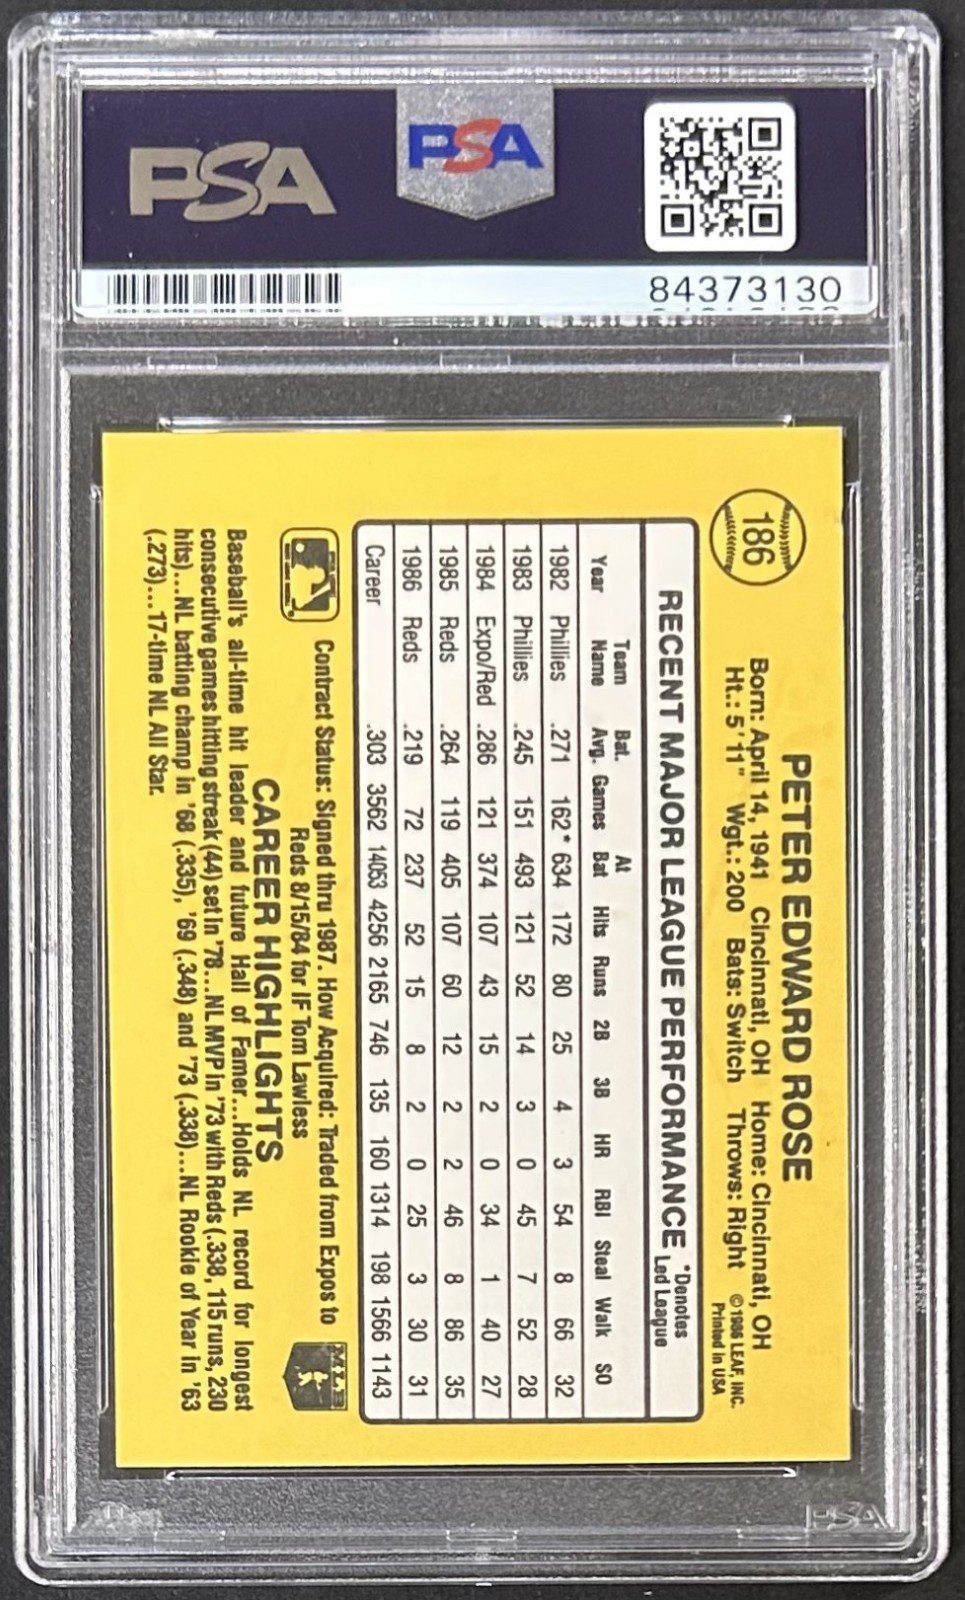 PSA
PSA
84373130
186
PETER EDWARD ROSE
Born: April 14, 1941 Cincinnati, OH Home: Cincinnati, OH
Ht.: 5'11" Wgt.: 200 Bats: Switch Throws: Right
© 1986 LEAF, INC.
Printed in USA
RECENT MAJOR LEAGUE PERFORMANCE
*Denotes
Led League
Year Team Name Bat. Avg. Games At Bat Hits Runs 2B 3B HR RBI Steal Walk SO
1982 Phillies .271 162* 634 172 80 25 4 3 54 8 66 32
1983 Phillies .245 151 493 121 52 14 3 0 45 7 52 28
1984 Expo/Red .286 121 374 107 43 15 2 0 34 1 40 27
1985 Reds .264 119 405 107 60 12 2 2 46 8 86 35
1986 Reds .219 72 237 52 15 8 2 0 25 3 30 31
Career .303 3562 14053 4256 2165 746 135 160 1314 198 1566 1143
Contract Status: Signed thru 1987. How Acquired: Traded from Expos to
Reds 8/15/84 for IF Tom Lawless
MLB
CAREER HIGHLIGHTS
Baseball's all-time hit leader and future Hall of Famer...Holds NL record for longest
consecutive games hitting streak (44) set in '78...NL MVP in '73 with Reds (.338, 115 runs, 230
hits)...NL batting champ in '68 (.335), '69 (.348) and '73 (.338)...NL Rookie of Year in '63
(.273)...17-time NL All Star.
PSA